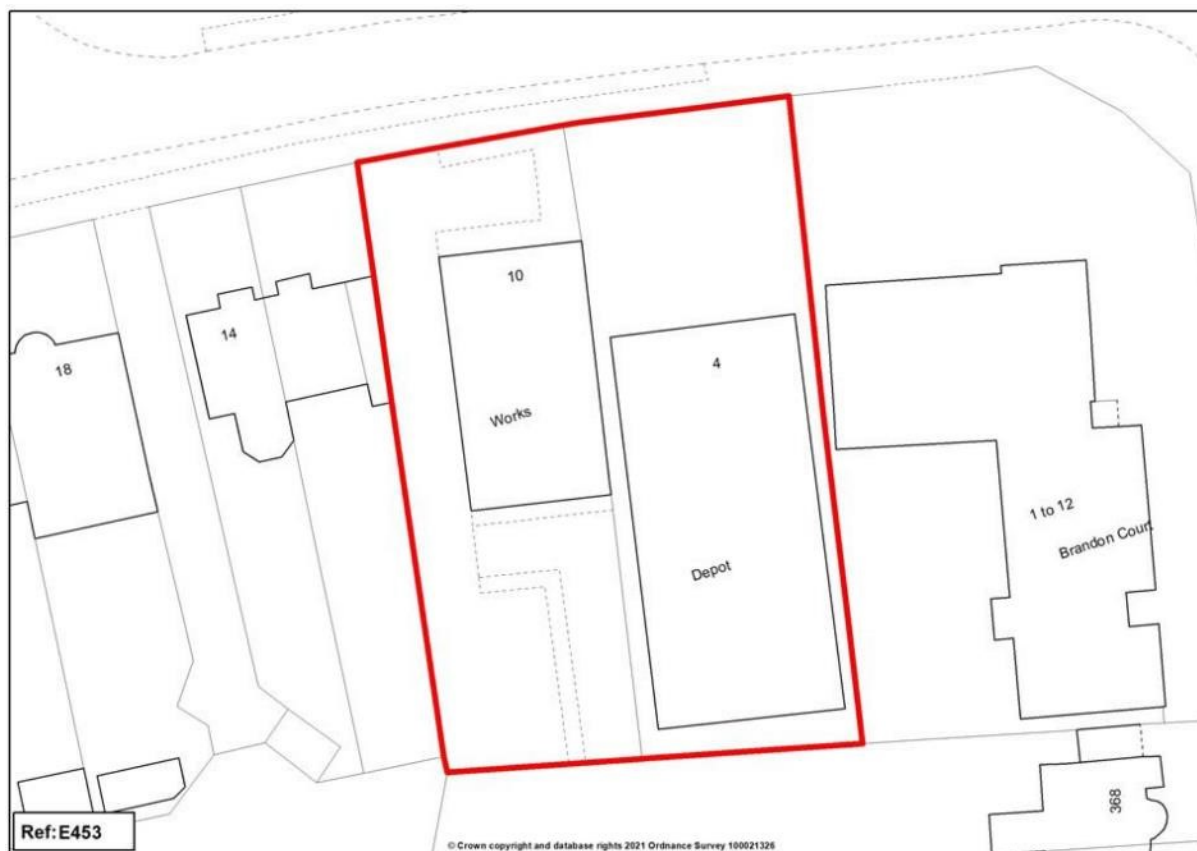 10
14
4
18
Works
1 to 12
Brandon Court
Depot
368
Ref:E453
© Crown copyright and database rights 2021 Ordnance Survey 100021326